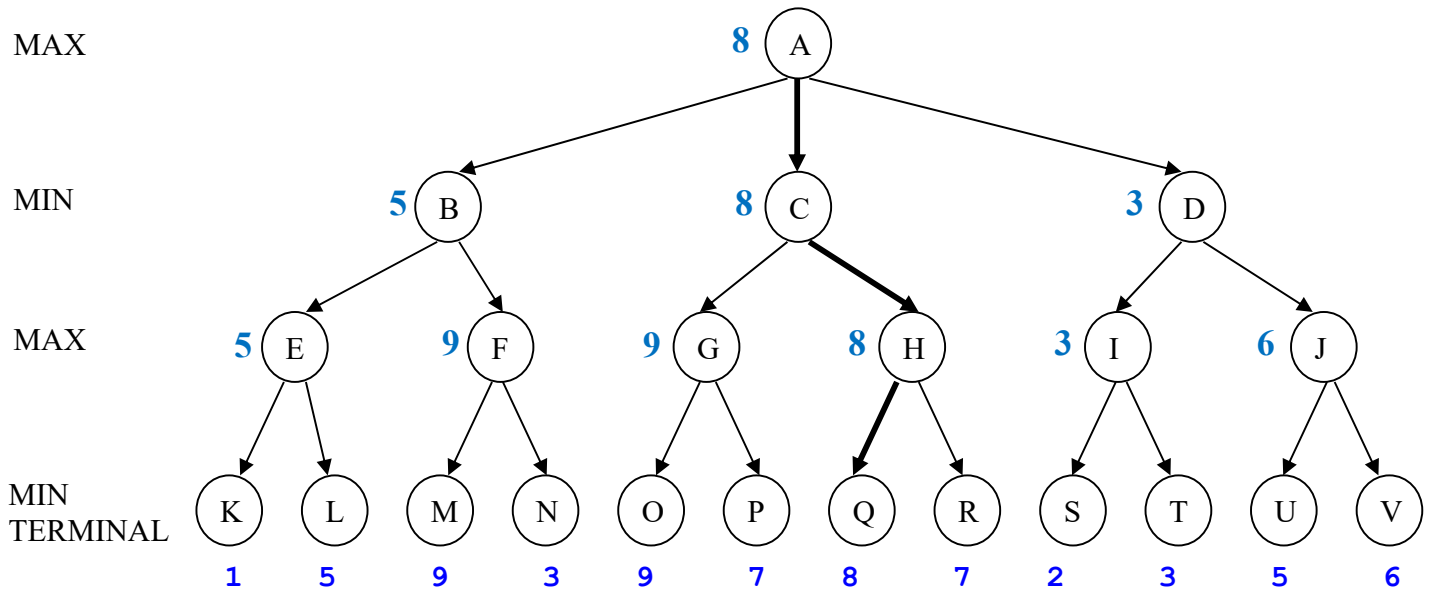 MAX 8 A
MIN 5 B 8 C 3 D
MAX 5 E 9 F 9 G 8 H 3 I 6 J
MIN K L M N O P Q R S T U V
TERMINAL
1 5 9 3 9 7 8 7 2 3 5 6